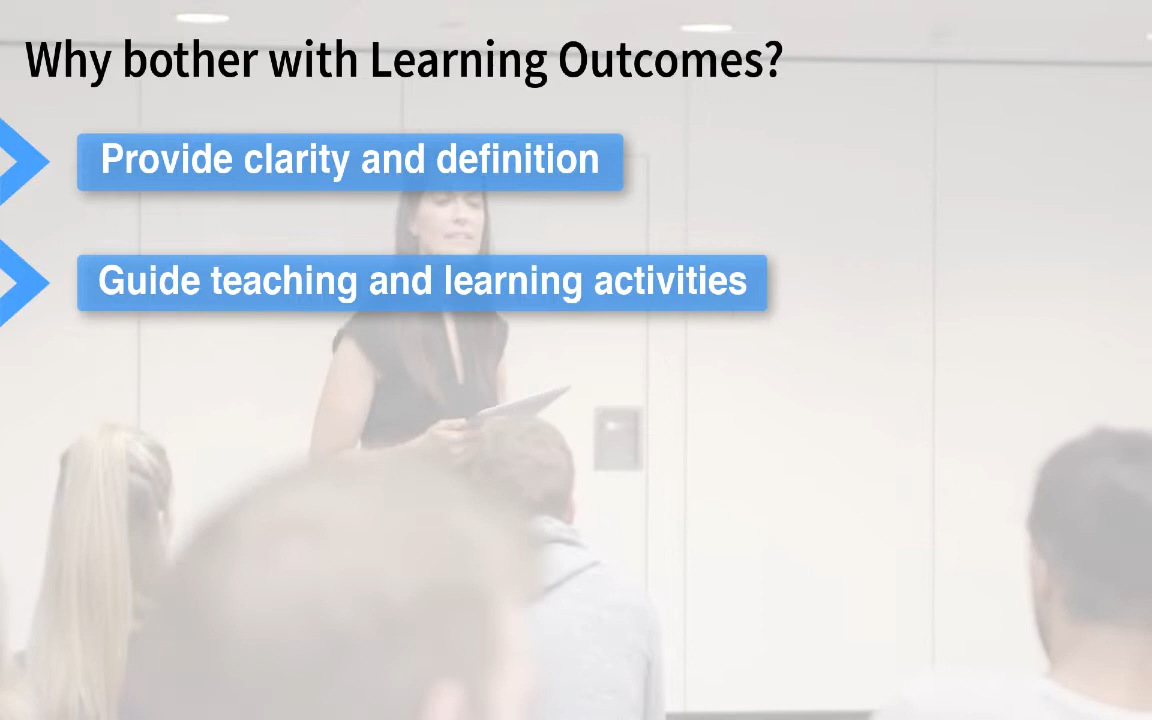 Why bother with Learning Outcomes?
Provide clarity and definition
Guide teaching and learning activities